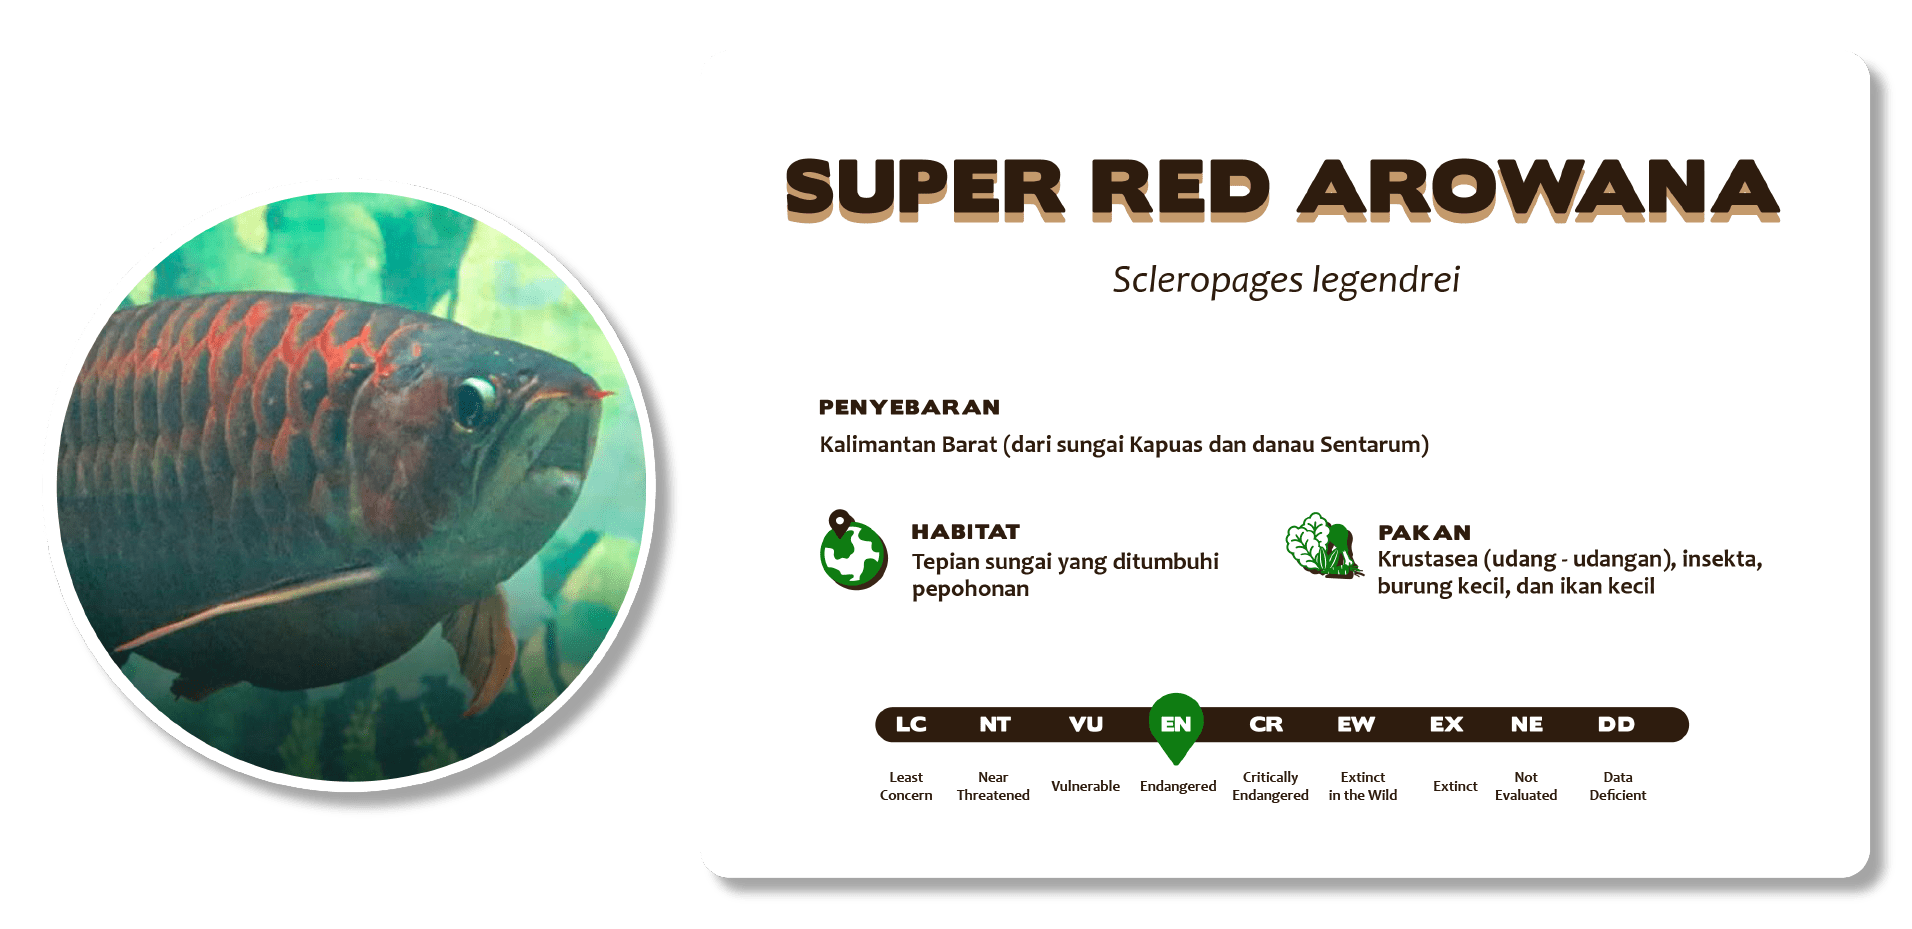 SUPER RED AROWANA
Scleropages legendrei
PENYEBARAN
Kalimantan Barat (dari sungai Kapuas dan danau Sentarum)
HABITAT
Tepian sungai yang ditumbuhi
pepohonan
PAKAN
Krustasea (udang - udangan), insekta,
burung kecil, dan ikan kecil
LC NT VU EN CR EW EX NE DD
Least Concern
Near Threatened
Vulnerable
Endangered
Critically Endangered
Extinct in the Wild
Extinct
Not Evaluated
Data Deficient